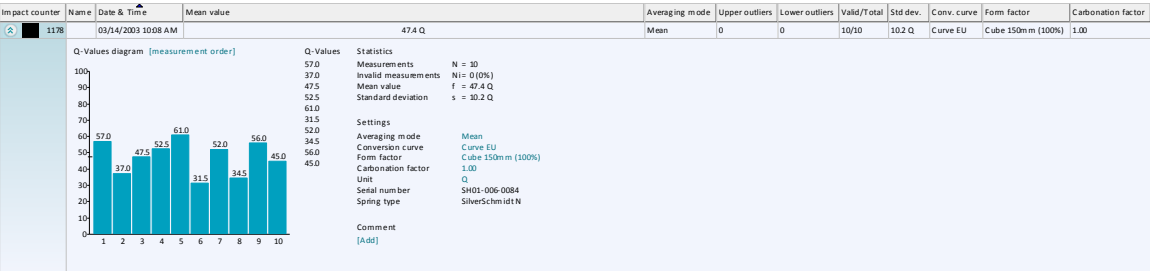 Impact counter Name Date & Time Mean value Averaging mode Upper outliers Lower outliers Valid/Total Std dev. Conv. curve Form factor Carbonation factor
1178 03/14/2003 10:08 AM 47.4 Q Mean 0 0 10/10 10.2 Q Curve EU Cube 150mm (100%) 1.00
Q-Values diagram [measurement order]
100
90
80
70
60
50
40
30
20
10
0
57.0 37.0 47.5 52.5 61.0 31.5 52.0 34.5 56.0 45.0
1 2 3 4 5 6 7 8 9 10
Q-Values
57.0
37.0
47.5
52.5
61.0
31.5
52.0
34.5
56.0
45.0
Statistics
Measurements N = 10
Invalid measurements Ni = 0 (0%)
Mean value f = 47.4 Q
Standard deviation s = 10.2 Q
Settings
Averaging mode Mean
Conversion curve Curve EU
Form factor Cube 150mm (100%)
Carbonation factor 1.00
Unit Q
Serial number SH01-006-0084
Spring type SilverSchmidt N
Comment
[Add]